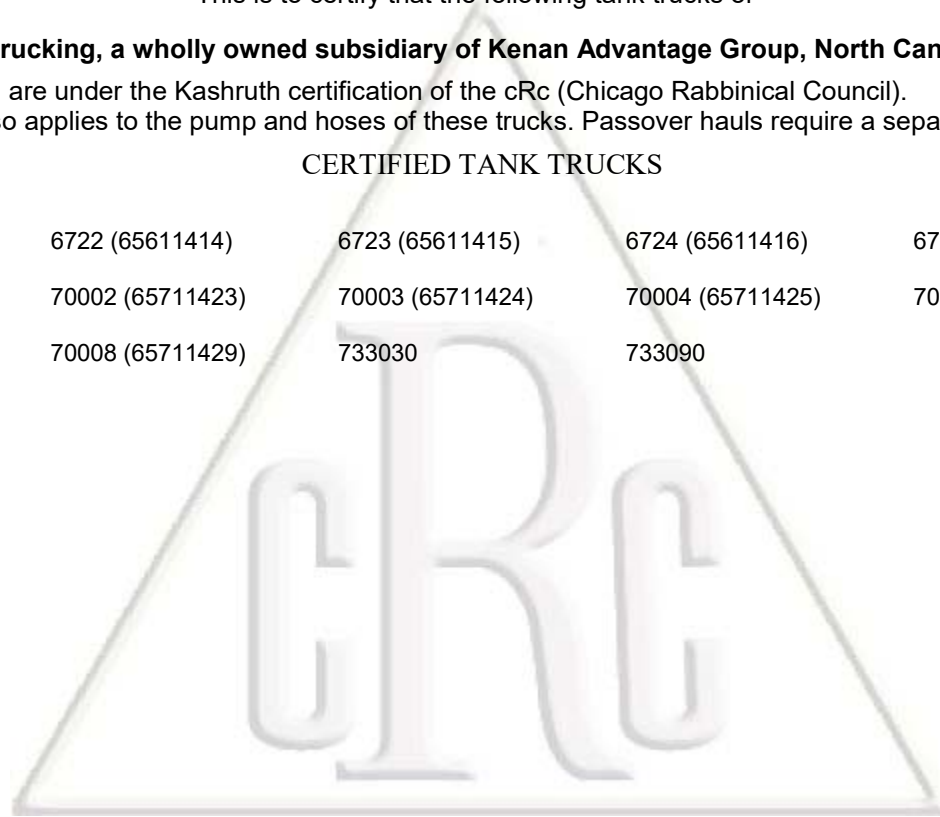 This is to certify that the following tank trucks of
rucking, a wholly owned subsidiary of Kenan Advantage Group, North Can
are under the Kashruth certification of the cRc (Chicago Rabbinical Council).
so applies to the pump and hoses of these trucks. Passover hauls require a sepa
CERTIFIED TANK TRUCKS
6722 (65611414) 6723 (65611415) 6724 (65611416) 67
70002 (65711423) 70003 (65711424) 70004 (65711425) 70
70008 (65711429) 733030 733090
cRc